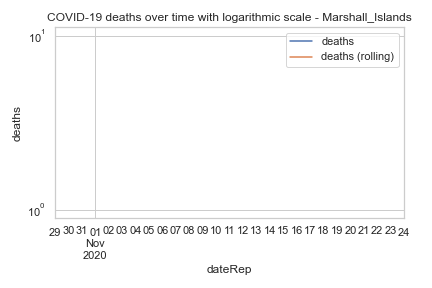 COVID-19 deaths over time with logarithmic scale - Marshall_Islands
deaths
deaths (rolling)
10¹
deaths
10⁰
29 30 31 01 02 03 04 05 06 07 08 09 10 11 12 13 14 15 16 17 18 19 20 21 22 23 24
Nov
2020
dateRep